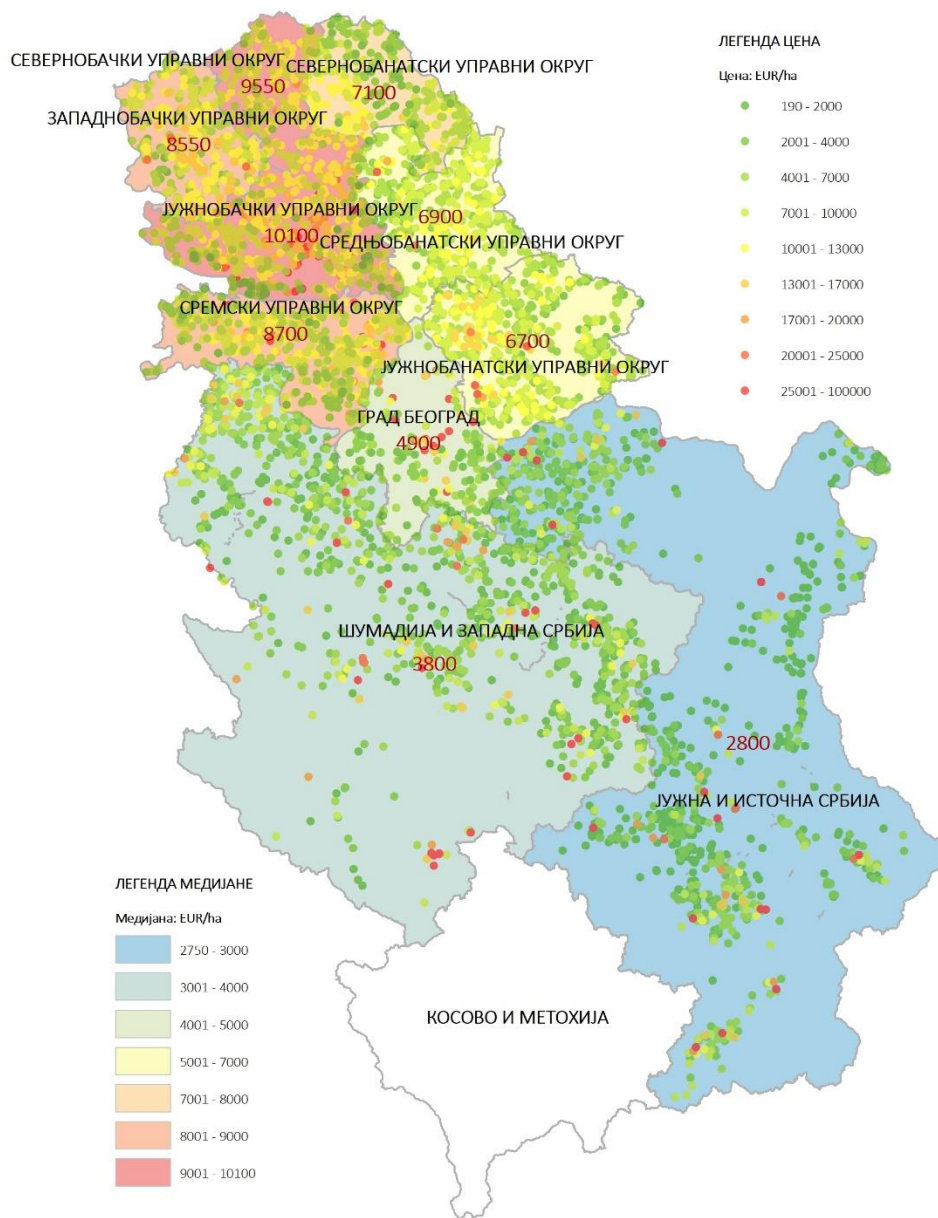 СЕВЕРНОБАЧКИ УПРАВНИ ОКРУГ
9550
СЕВЕРНОБАНАТСКИ УПРАВНИ ОКРУГ
7100
ЗАПАДНОБАЧКИ УПРАВНИ ОКРУГ
8550
ЈУЖНОБАЧКИ УПРАВНИ ОКРУГ
10100
6900
СРЕДЊОБАНАТСКИ УПРАВНИ ОКРУГ
СРЕМСКИ УПРАВНИ ОКРУГ
8700
6700
ЈУЖНОБАНАТСКИ УПРАВНИ ОКРУГ
ГРАД БЕОГРАД
4900
ШУМАДИЈА И ЗАПАДНА СРБИЈА
3800
2800
ЈУЖНА И ИСТОЧНА СРБИЈА
КОСОВО И МЕТОХИЈА
ЛЕГЕНДА ЦЕНА
Цена: EUR/ha
190 - 2000
2001 - 4000
4001 - 7000
7001 - 10000
10001 - 13000
13001 - 17000
17001 - 20000
20001 - 25000
25001 - 100000
ЛЕГЕНДА МЕДИЈАНЕ
Медијана: EUR/ha
2750 - 3000
3001 - 4000
4001 - 5000
5001 - 7000
7001 - 8000
8001 - 9000
9001 - 10100